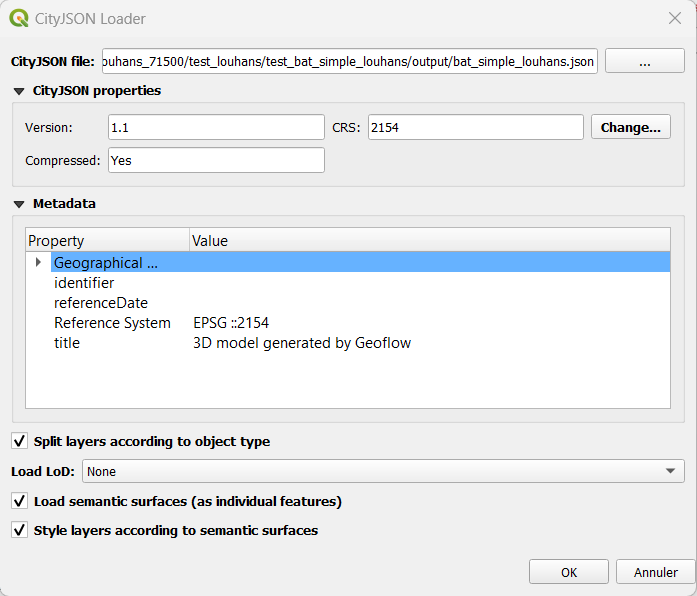 CityJSON Loader
CityJSON file: ouhans_71500/test_louhans/test_bat_simple_louhans/output/bat_simple_louhans.json ...
CityJSON properties
Version: 1.1 CRS: 2154 Change...
Compressed: Yes
Metadata
Property Value
Geographical ...
identifier
referenceDate
Reference System EPSG ::2154
title 3D model generated by Geoflow
Split layers according to object type
Load LoD: None
Load semantic surfaces (as individual features)
Style layers according to semantic surfaces
OK Annuler